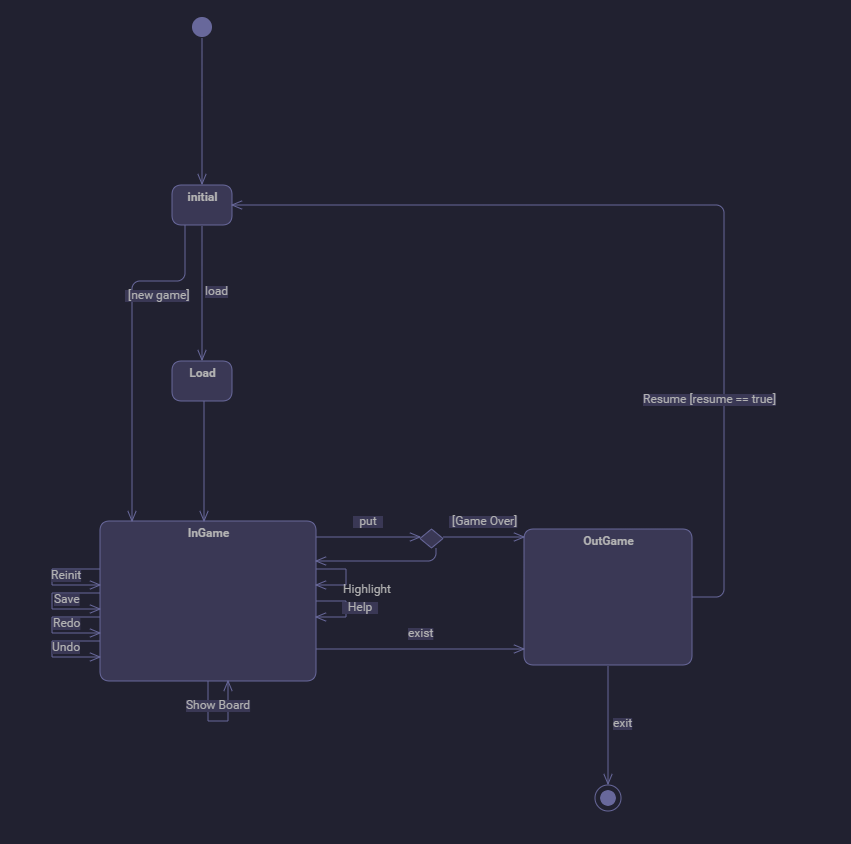 initial
[new game]
load
Load
Resume [resume == true]
put
[Game Over]
InGame
OutGame
Reinit
Highlight
Save
Help
Redo
exist
Undo
Show Board
exit